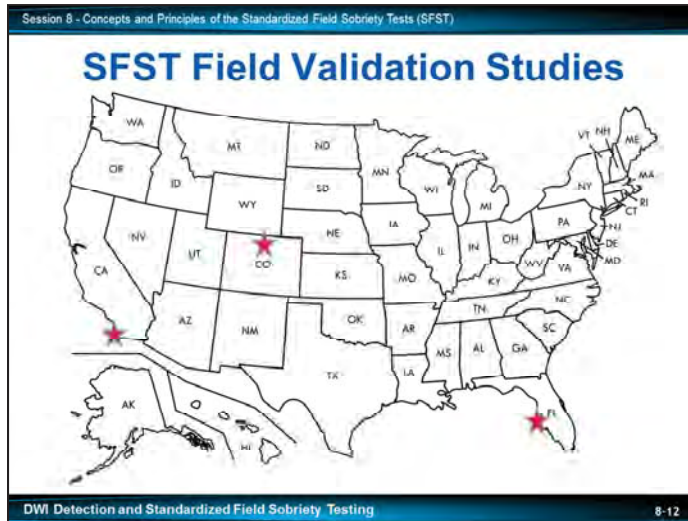 Session 8 - Concepts and Principles of the Standardized Field Sobriety Tests (SFST)
SFST Field Validation Studies
WA
MT
ND
MN
VT
NH
ME
OR
ID
SD
WI
MI
NY
MA
RI
CT
WY
IA
PA
NJ
NV
NE
IL
IN
OH
DE
MD
UT
CO
WV
VA
CA
KS
MO
KY
NC
AZ
NM
OK
AR
TN
SC
TX
LA
MS
AL
GA
AK
HI
FL
DWI Detection and Standardized Field Sobriety Testing
8-12